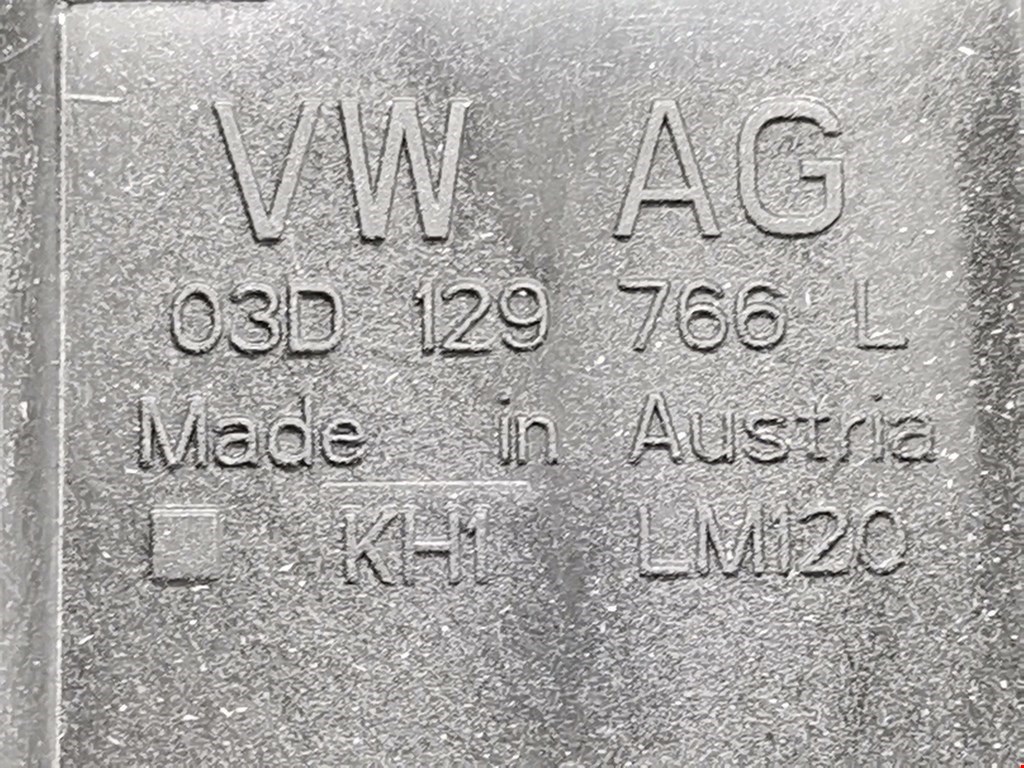 VW AG
03D 129 766 L
Made in Austria
KH1 LM120